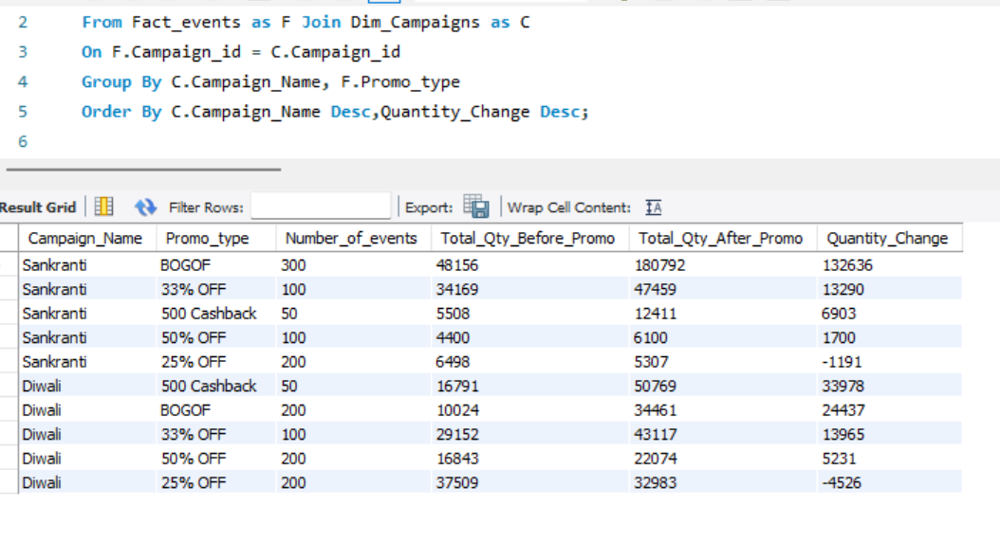 2 From Fact_events as F Join Dim_Campaigns as C
3 On F.Campaign_id = C.Campaign_id
4 Group By C.Campaign_Name, F.Promo_type
5 Order By C.Campaign_Name Desc,Quantity_Change Desc;
6
Result Grid Filter Rows: Export: Wrap Cell Content: IA
Campaign_Name Promo_type Number_of_events Total_Qty_Before_Promo Total_Qty_After_Promo Quantity_Change
Sankranti BOGOF 300 48156 180792 132636
Sankranti 33% OFF 100 34169 47459 13290
Sankranti 500 Cashback 50 5508 12411 6903
Sankranti 50% OFF 100 4400 6100 1700
Sankranti 25% OFF 200 6498 5307 -1191
Diwali 500 Cashback 50 16791 50769 33978
Diwali BOGOF 200 10024 34461 24437
Diwali 33% OFF 100 29152 43117 13965
Diwali 50% OFF 200 16843 22074 5231
Diwali 25% OFF 200 37509 32983 -4526